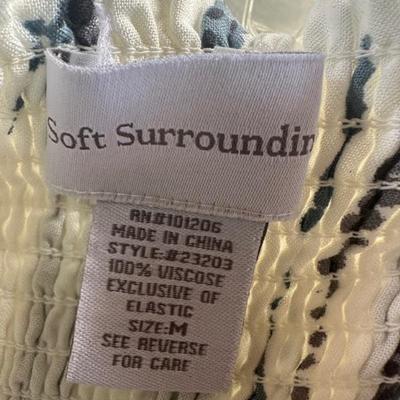 Soft Surroundin
RN#101206
MADE IN CHINA
STYLE:#23203
100% VISCOSE
EXCLUSIVE OF
ELASTIC
SIZE:M
SEE REVERSE
FOR CARE